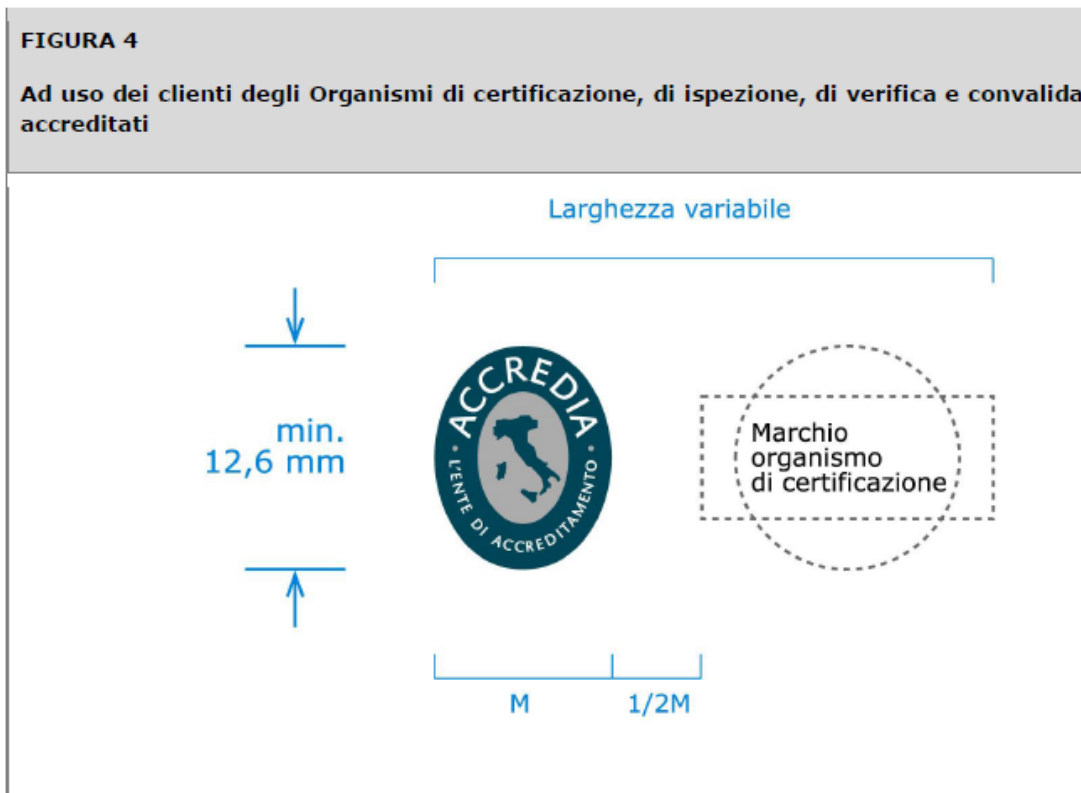 FIGURA 4
Ad uso dei clienti degli Organismi di certificazione, di ispezione, di verifica e convalida
accreditati
Larghezza variabile
min.
12,6 mm
ACCREDIA
· L'ENTE DI ACCREDITAMENTO ·
Marchio
organismo
di certificazione
M
1/2M